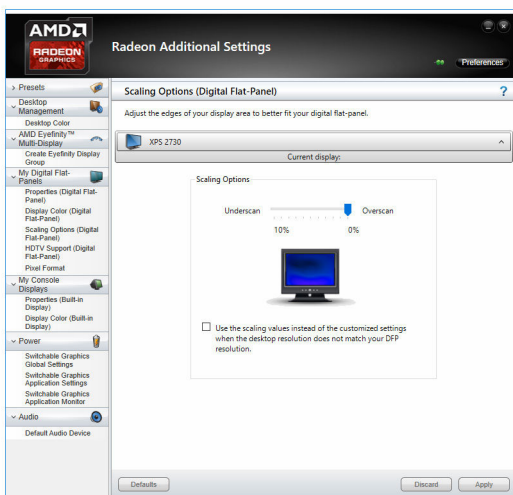 AMD
RADEON
GRAPHICS
Radeon Additional Settings
Preferences
Presets
Desktop
Management
Desktop Color
AMD Eyefinity™
Multi-Display
Create Eyefinity Display
Group
My Digital Flat-
Panels
Properties (Digital Flat-
Panel)
Display Color (Digital
Flat-Panel)
Scaling Options (Digital
Flat-Panel)
HDTV Support (Digital
Flat-Panel)
Pixel Format
My Console
Displays
Properties (Built-in
Display)
Display Color (Built-in
Display)
Power
Switchable Graphics
Global Settings
Switchable Graphics
Application Settings
Switchable Graphics
Application Monitor
Audio
Default Audio Device
Scaling Options (Digital Flat-Panel)
?
Adjust the edges of your display area to better fit your digital flat-panel.
XPS 2730
Current display:
Scaling Options
Underscan Overscan
10% 0%
Use the scaling values instead of the customized settings
when the desktop resolution does not match your DFP
resolution.
Defaults
Discard
Apply